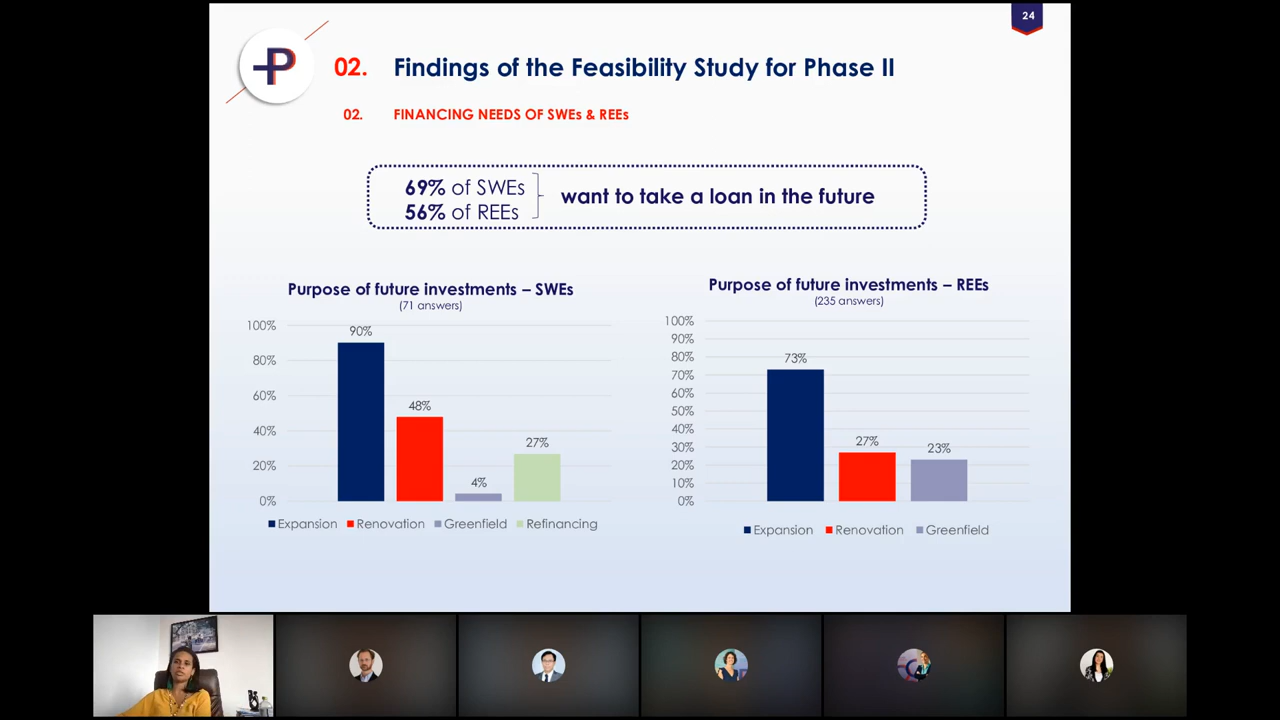 24
P
02. Findings of the Feasibility Study for Phase II
02. FINANCING NEEDS OF SWEs & REEs
69% of SWEs
56% of REEs
want to take a loan in the future
Purpose of future investments – SWEs
(71 answers)
100%
80%
60%
40%
20%
0%
90%
48%
4%
27%
Expansion Renovation Greenfield Refinancing
Purpose of future investments – REEs
(235 answers)
100%
90%
80%
70%
60%
50%
40%
30%
20%
10%
0%
73%
27%
23%
Expansion Renovation Greenfield